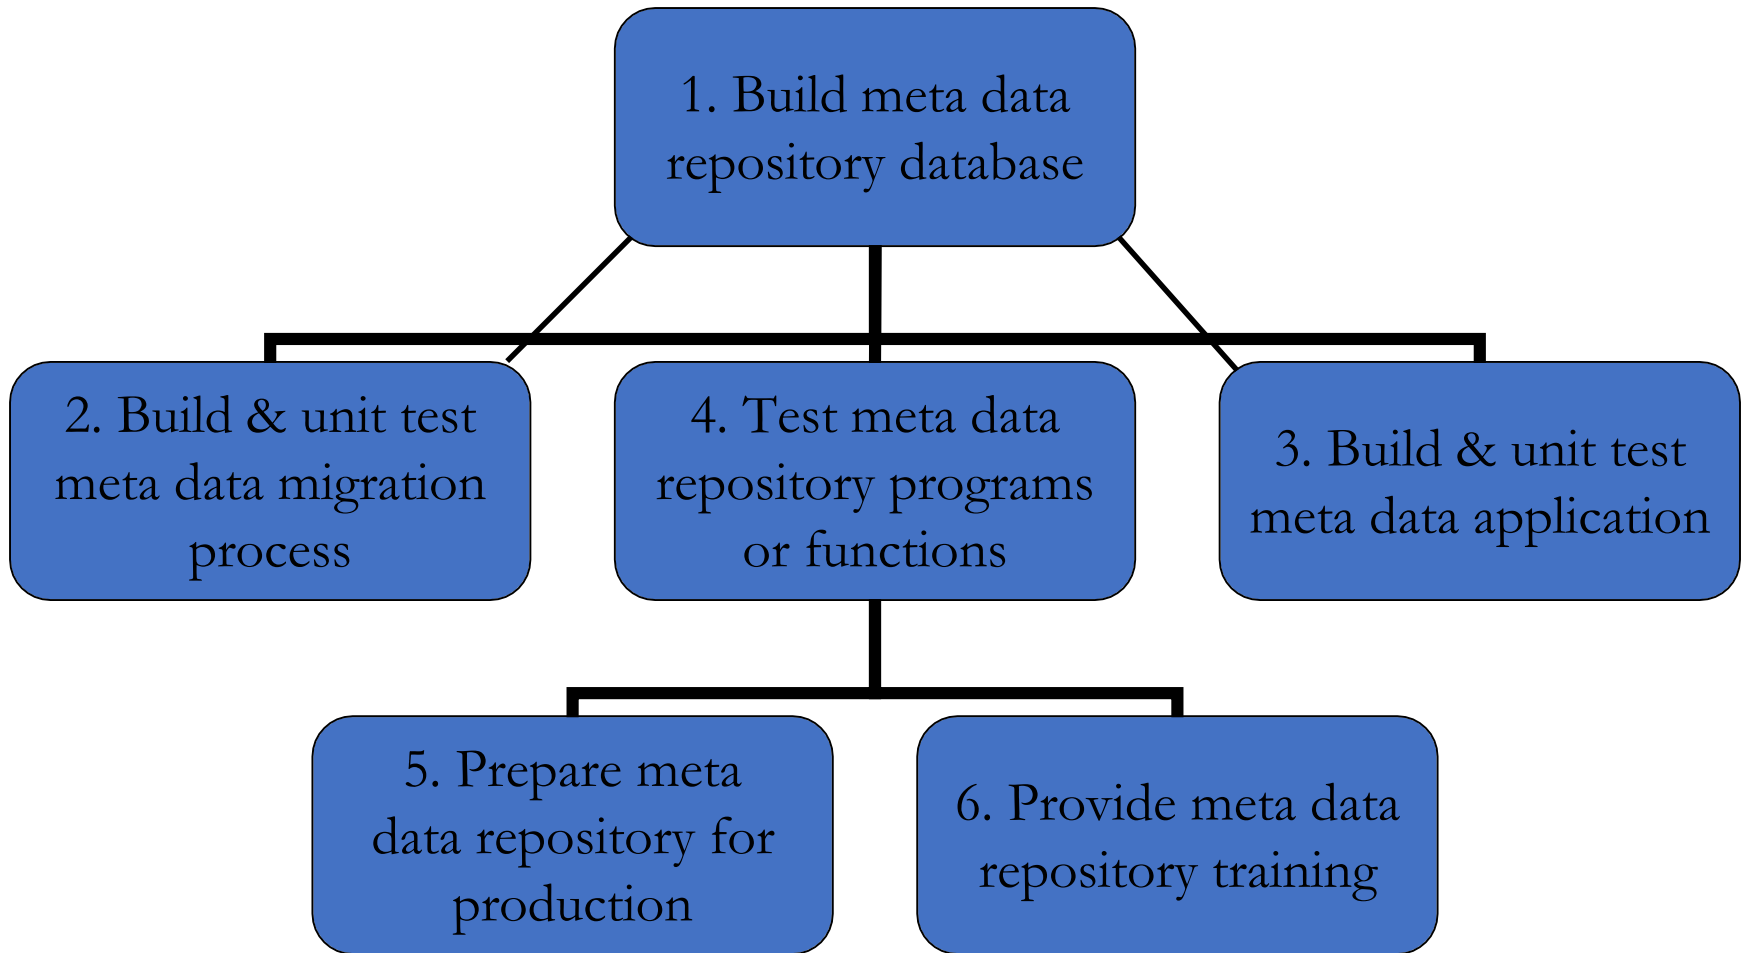 1. Build meta data
repository database
2. Build & unit test
meta data migration
process
4. Test meta data
repository programs
or functions
3. Build & unit test
meta data application
5. Prepare meta
data repository for
production
6. Provide meta data
repository training